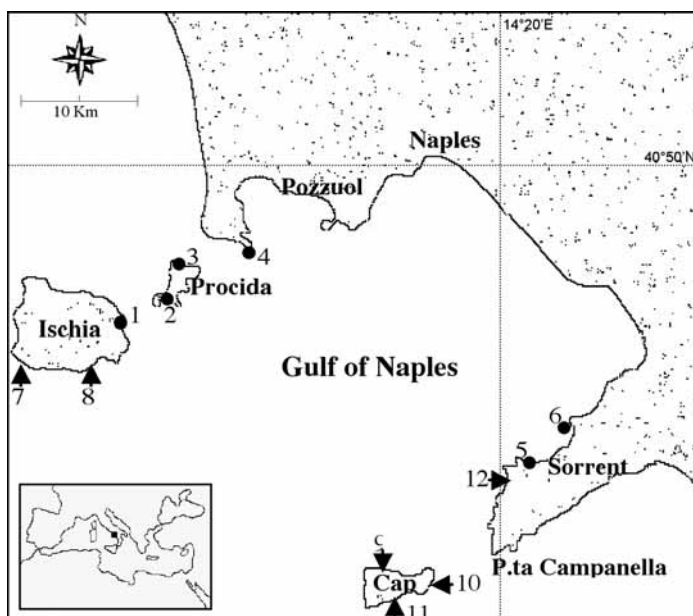 14°20'E
N
10 Km
Naples
40°50'N
Pozzuol
3
4
Procida
2
1
Ischia
7
8
Gulf of Naples
6
5
Sorrent
12
P.ta Campanella
Cap
10
11